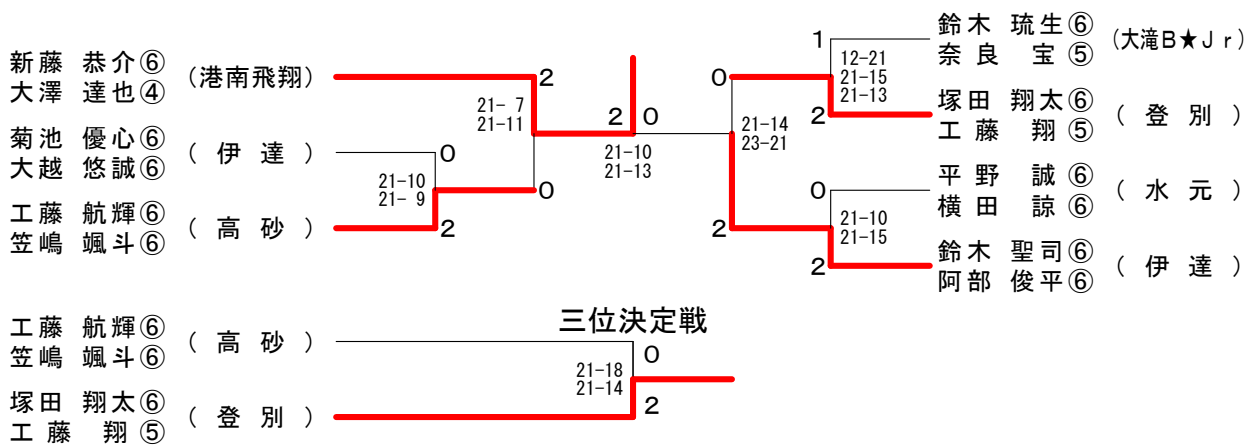 新藤 恭介⑥
大澤 達也④
(港南飛翔)
2
21- 7
21-11
菊池 優心⑥
大越 悠誠⑥
( 伊 達 )
0
21-10
21- 9
0
工藤 航輝⑥
笠嶋 颯斗⑥
( 高 砂 )
2
2 0
21-10
21-13
鈴木 琉生⑥
奈良 宝⑤
(大滝B★Jr)
1
12-21
21-15
21-13
0
塚田 翔太⑥
工藤 翔⑤
( 登 別 )
2
21-14
23-21
平野 誠⑥
横田 諒⑥
( 水 元 )
0
21-10
21-15
2
鈴木 聖司⑥
阿部 俊平⑥
( 伊 達 )
2
三位決定戦
工藤 航輝⑥
笠嶋 颯斗⑥
( 高 砂 )
0
21-18
21-14
塚田 翔太⑥
工藤 翔⑤
( 登 別 )
2